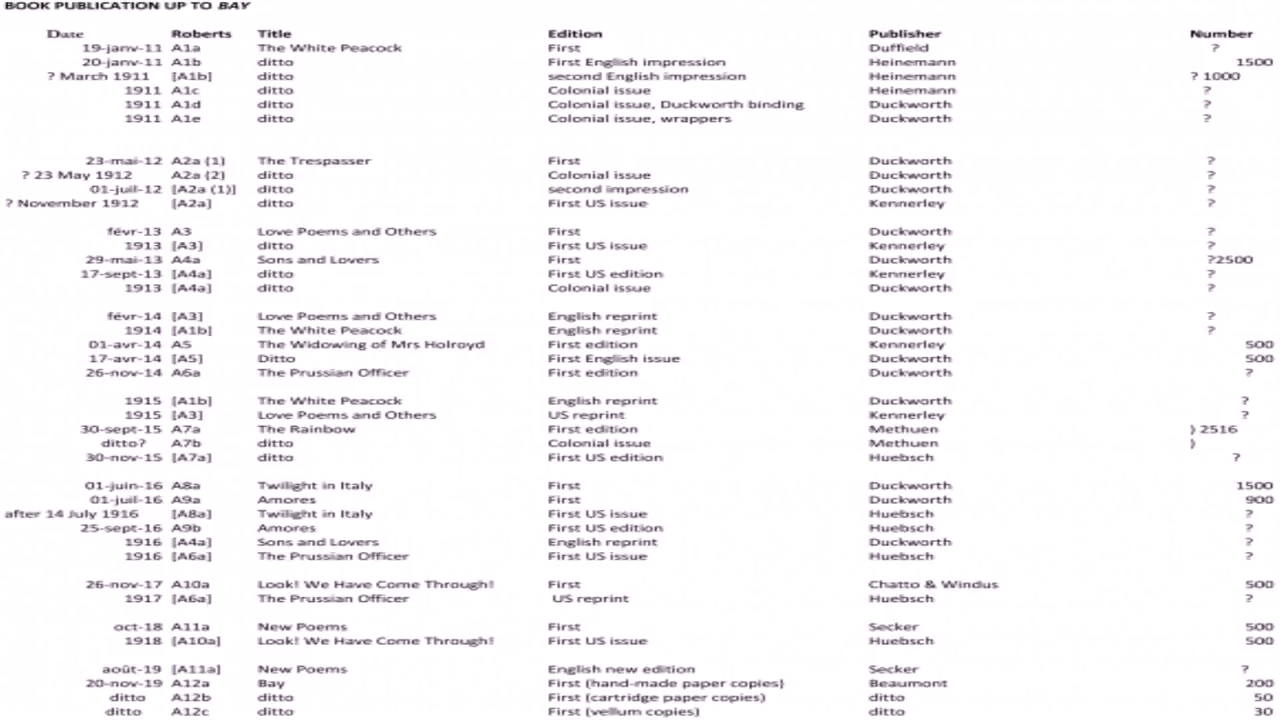 BOOK PUBLICATION UP TO BAY
Date Roberts Title Edition Publisher Number
19-janv-11 A1a The White Peacock First Duffield ?
20-janv-11 A1b ditto First English impression Heinemann 1500
? March 1911 [A1b] ditto second English impression Heinemann ? 1000
1911 A1c ditto Colonial issue Heinemann ?
1911 A1d ditto Colonial issue, Duckworth binding Duckworth ?
1911 A1e ditto Colonial issue, wrappers Duckworth ?
23-mai-12 A2a (1) The Trespasser First Duckworth ?
? 23 May 1912 A2a (2) ditto Colonial issue Duckworth ?
01-juil-12 [A2a (1)] ditto second impression Duckworth ?
? November 1912 [A2a] ditto First US issue Kennerley ?
févr-13 A3 Love Poems and Others First Duckworth ?
1913 [A3] ditto First US issue Kennerley ?
29-mai-13 A4a Sons and Lovers First Duckworth ?2500
17-sept-13 [A4a] ditto First US edition Kennerley ?
1913 [A4a] ditto Colonial issue Duckworth ?
févr-14 [A3] Love Poems and Others English reprint Duckworth ?
1914 [A1b] The White Peacock English reprint Duckworth ?
01-avr-14 A5 The Widowing of Mrs Holroyd First edition Kennerley 500
17-avr-14 [A5] Ditto First English issue Duckworth 500
26-nov-14 A6a The Prussian Officer First edition Duckworth ?
1915 [A1b] The White Peacock English reprint Duckworth ?
1915 [A3] Love Poems and Others US reprint Kennerley ?
30-sept-15 A7a The Rainbow First edition Methuen ) 2516
ditto? A7b ditto Colonial issue Methuen )
30-nov-15 [A7a] ditto First US edition Huebsch ?
01-juin-16 A8a Twilight in Italy First Duckworth 1500
01-juil-16 A9a Amores First Duckworth 900
after 14 July 1916 [A8a] Twilight in Italy First US issue Huebsch ?
25-sept-16 A9b Amores First US edition Huebsch ?
1916 [A4a] Sons and Lovers English reprint Duckworth ?
1916 [A6a] The Prussian Officer First US issue Huebsch ?
26-nov-17 A10a Look! We Have Come Through! First Chatto & Windus 500
1917 [A6a] The Prussian Officer US reprint Huebsch ?
oct-18 A11a New Poems First Secker 500
1918 [A10a] Look! We Have Come Through! First US issue Huebsch 500
août-19 [A11a] New Poems English new edition Secker ?
20-nov-19 A12a Bay First (hand-made paper copies) Beaumont 200
ditto A12b ditto First (cartridge paper copies) ditto 50
ditto A12c ditto First (vellum copies) ditto 30